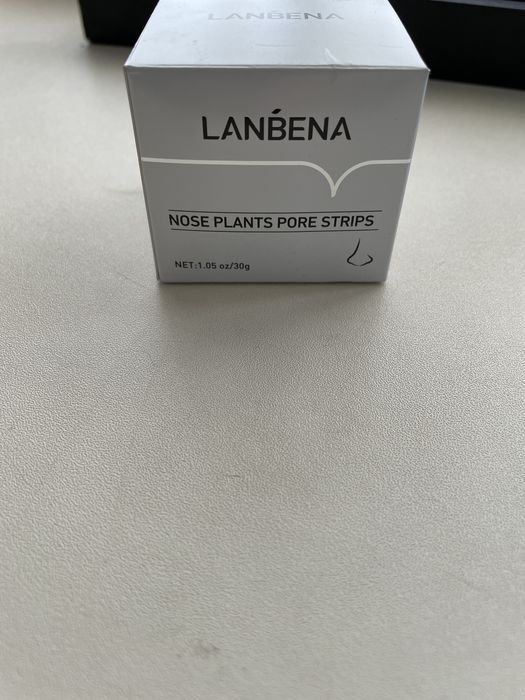 LANBENA
LANBENA
NOSE PLANTS PORE STRIPS
NET:1.05 oz/30g